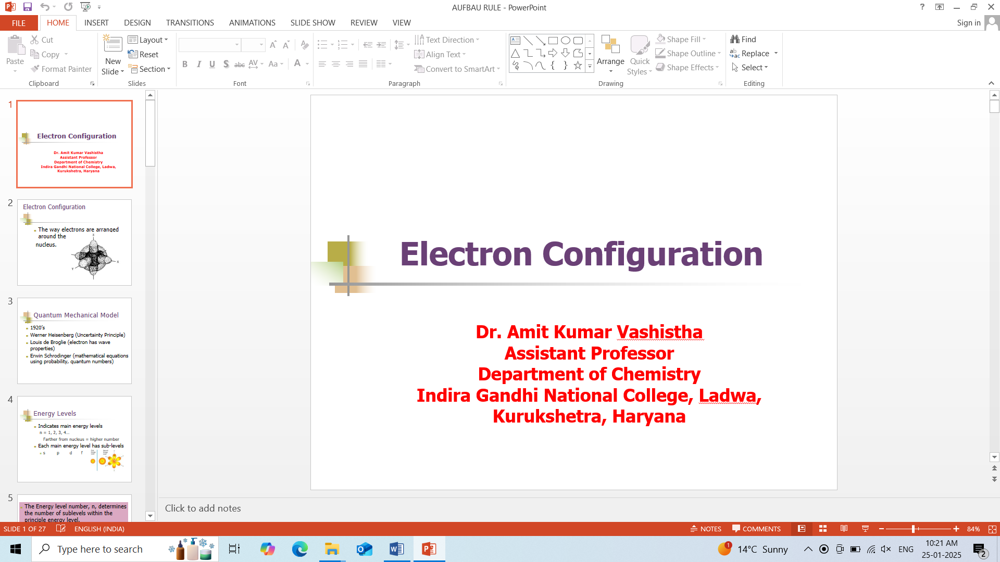 AUFBAU RULE - PowerPoint
?
FILE
HOME
INSERT
DESIGN
TRANSITIONS
ANIMATIONS
SLIDE SHOW
REVIEW
VIEW
Sign in
Paste
Cut
Copy
Format Painter
Clipboard
New
Slide
Layout
Reset
Section
Slides
B I U S abc AV Aa A
Font
Text Direction
Align Text
Convert to SmartArt
Paragraph
Arrange
Quick
Styles
Shape Fill
Shape Outline
Shape Effects
Drawing
Find
Replace
Select
Editing
1
Electron Configuration
Dr. Amit Kumar Vashistha
Assistant Professor
Department of Chemistry
Indira Gandhi National College, Ladwa,
Kurukshetra, Haryana
2
Electron Configuration
The way electrons are arranged
around the
nucleus.
3
Quantum Mechanical Model
1920's
Werner Heisenberg (Uncertainty Principle)
Louis de Broglie (electron has wave
properties)
Erwin Schrodinger (mathematical equations
using probability, quantum numbers)
4
Energy Levels
Indicates main energy levels
n = 1, 2, 3, 4...
Farther from nucleus = higher number
Each main energy level has sub-levels
s p d f
5
The Energy level number, n, determines
the number of sublevels within the
principle energy level.
Electron Configuration
Dr. Amit Kumar Vashistha
Assistant Professor
Department of Chemistry
Indira Gandhi National College, Ladwa,
Kurukshetra, Haryana
Click to add notes
SLIDE 1 OF 27
ENGLISH (INDIA)
NOTES
COMMENTS
84%
Type here to search
14°C Sunny
ENG
10:21 AM
25-01-2025
2